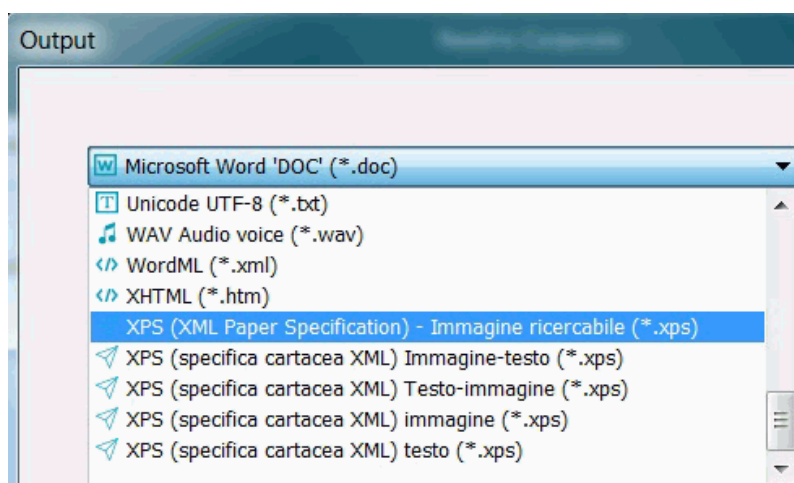 Output
Microsoft Word 'DOC' (*.doc)
Unicode UTF-8 (*.txt)
WAV Audio voice (*.wav)
WordML (*.xml)
XHTML (*.htm)
XPS (XML Paper Specification) - Immagine ricercabile (*.xps)
XPS (specifica cartacea XML) Immagine-testo (*.xps)
XPS (specifica cartacea XML) Testo-immagine (*.xps)
XPS (specifica cartacea XML) immagine (*.xps)
XPS (specifica cartacea XML) testo (*.xps)